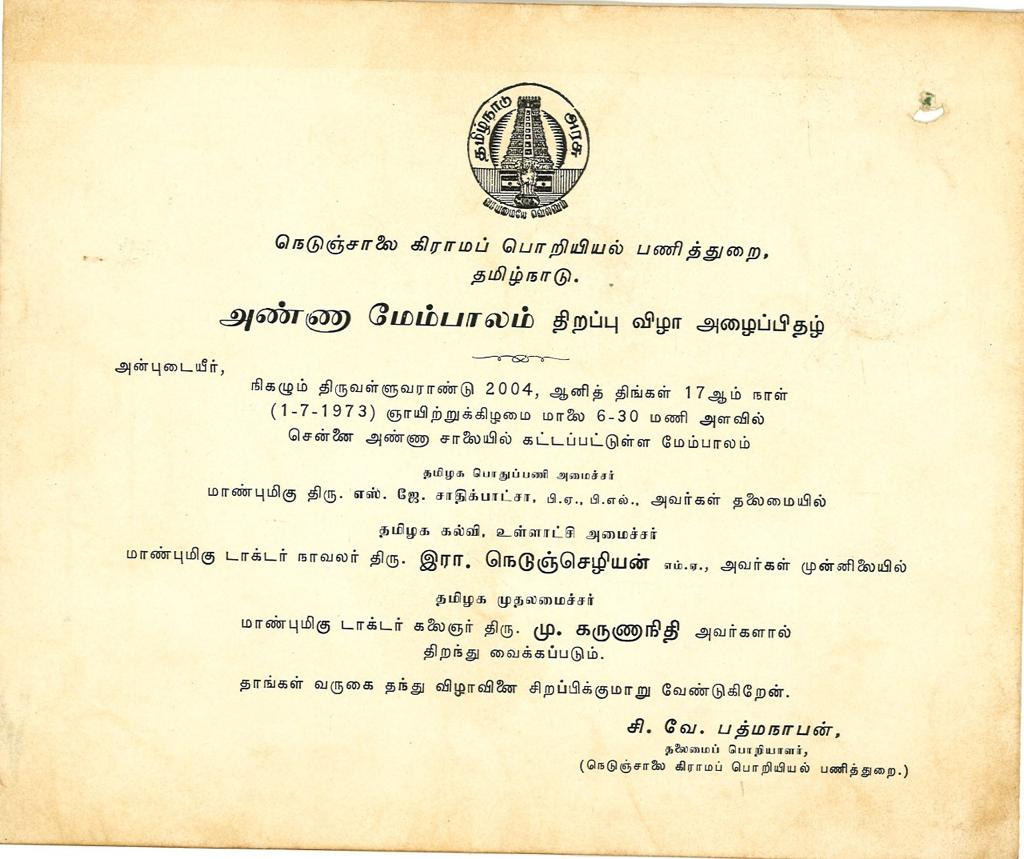 தமிழ்நாடு அரசு
வாய்மையே வெல்லும்
நெடுஞ்சாலை கிராமப் பொறியியல் பணித்துறை,
தமிழ்நாடு.
அண்ணா மேம்பாலம் திறப்பு விழா அழைப்பிதழ்
அன்புடையீர்,
நிகழும் திருவள்ளுவராண்டு 2004, ஆனித் திங்கள் 17ஆம் நாள்
(1-7-1973) ஞாயிற்றுக்கிழமை மாலை 6-30 மணி அளவில்
சென்னை அண்ணா சாலையில் கட்டப்பட்டுள்ள மேம்பாலம்
தமிழக பொதுப்பணி அமைச்சர்
மாண்புமிகு திரு. எஸ். ஜே. சாதிக்பாட்சா, பி.ஏ., பி.எல்., அவர்கள் தலைமையில்
தமிழக கல்வி, உள்ளாட்சி அமைச்சர்
மாண்புமிகு டாக்டர் நாவலர் திரு. இரா. நெடுஞ்செழியன் எம்.ஏ., அவர்கள் முன்னிலையில்
தமிழக முதலமைச்சர்
மாண்புமிகு டாக்டர் கலைஞர் திரு. மு. கருணாநிதி அவர்களால்
திறந்து வைக்கப்படும்.
தாங்கள் வருகை தந்து விழாவினை சிறப்பிக்குமாறு வேண்டுகிறேன்.
சி. வே. பத்மநாபன்,
தலைமைப் பொறியாளர்,
(நெடுஞ்சாலை கிராமப் பொறியியல் பணித்துறை.)